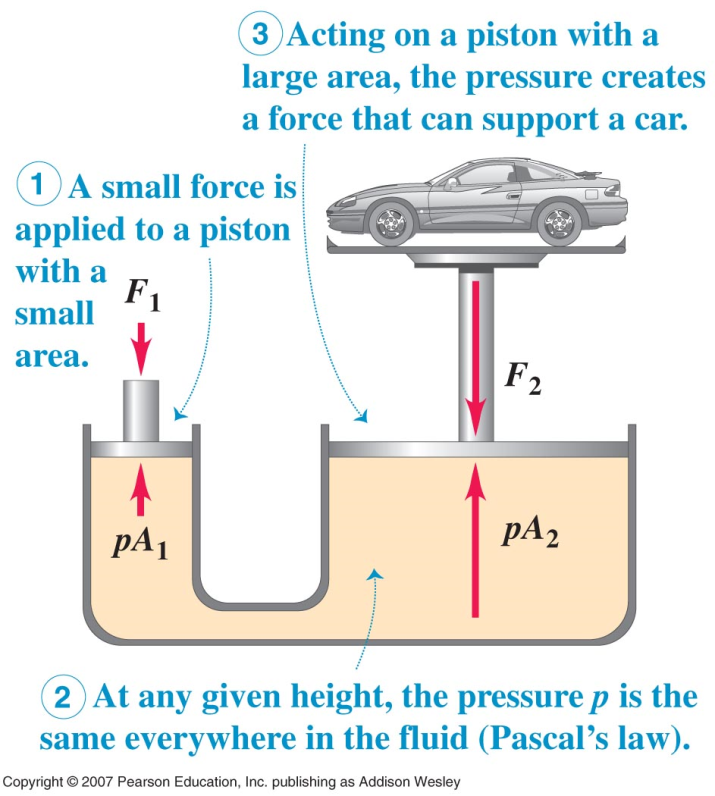 3 Acting on a piston with a
large area, the pressure creates
a force that can support a car.
1 A small force is
applied to a piston
with a
small
area.
F1
F2
pA1
pA2
2 At any given height, the pressure p is the
same everywhere in the fluid (Pascal's law).
Copyright © 2007 Pearson Education, Inc. publishing as Addison Wesley